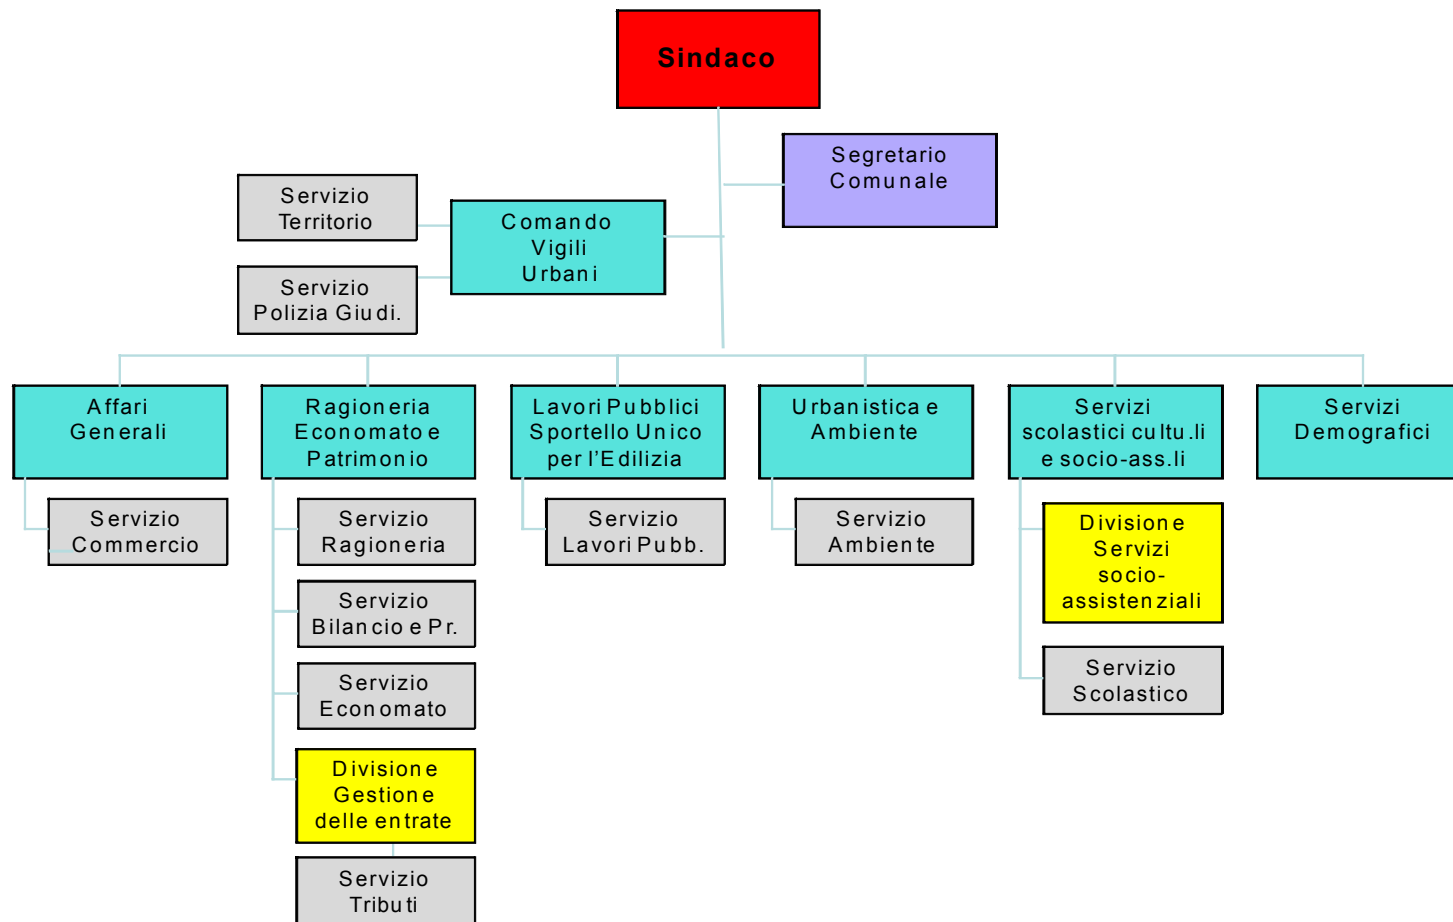 Sindaco
Segretario
Comunale
Servizio
Territorio
Comando
Vigili
Urbani
Servizio
Polizia Giudi.
Affari
Generali
Ragioneria
Economato e
Patrimonio
Lavori Pubblici
Sportello Unico
per l'Edilizia
Urbanistica e
Ambiente
Servizi
scolastici cultu.li
e socio-ass.li
Servizi
Demografici
Servizio
Commercio
Servizio
Ragioneria
Servizio
Bilancio e Pr.
Servizio
Economato
Divisione
Gestione
delle entrate
Servizio
Tributi
Servizio
Lavori Pubb.
Servizio
Ambiente
Divisione
Servizi
socio-
assistenziali
Servizio
Scolastico